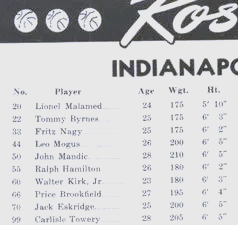 Ros
INDIANAPO
No. Player Age Wgt. Ht.
20 Lionel Malamed 24 175 5' 10"
22 Tommy Byrnes 25 175 6' 3"
33 Fritz Nagy 25 175 6' 2"
44 Leo Mogus 26 200 6' 5"
50 John Mandic 28 210 6' 5"
55 Ralph Hamilton 26 180 6' 2"
60 Walter Kirk, Jr. 23 180 6' 3"
66 Price Brookfield 27 195 6' 4"
70 Jack Eskridge 25 200 6' 5"
99 Carlisle Towery 28 205 6' 5"